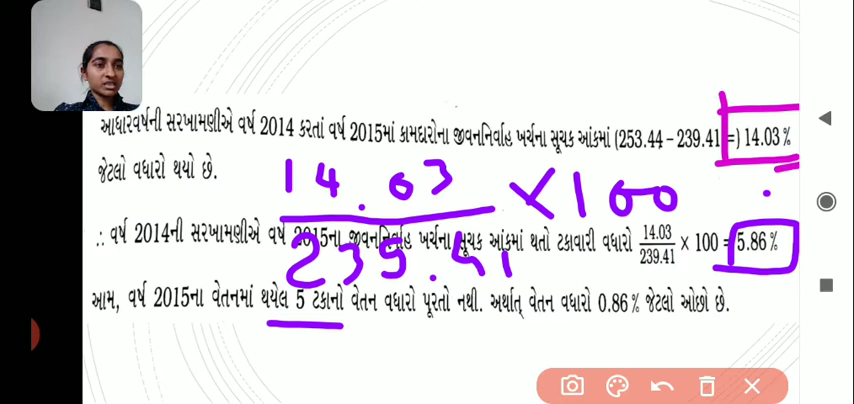 આધારવર્ષની સરખામણીએ વર્ષ 2014 કરતાં વર્ષ 2015માં કામદારોના જીવનનિર્વાહ ખર્ચના સૂચક આંકમાં (253.44 – 239.41 =) 14.03 %
જેટલો વધારો થયો છે.
14.03 × 100
∴ વર્ષ 2014ની સરખામણીએ વર્ષ 2015ના જીવનનિર્વાહ ખર્ચના સૂચક આંકમાં થતો ટકાવારી વધારો 14.03/239.41 × 100 = 5.86 %
239.41
આમ, વર્ષ 2015ના વેતનમાં થયેલ 5 ટકાનો વેતન વધારો પૂરતો નથી. અર્થાત્ વેતન વધારો 0.86 % જેટલો ઓછો છે.